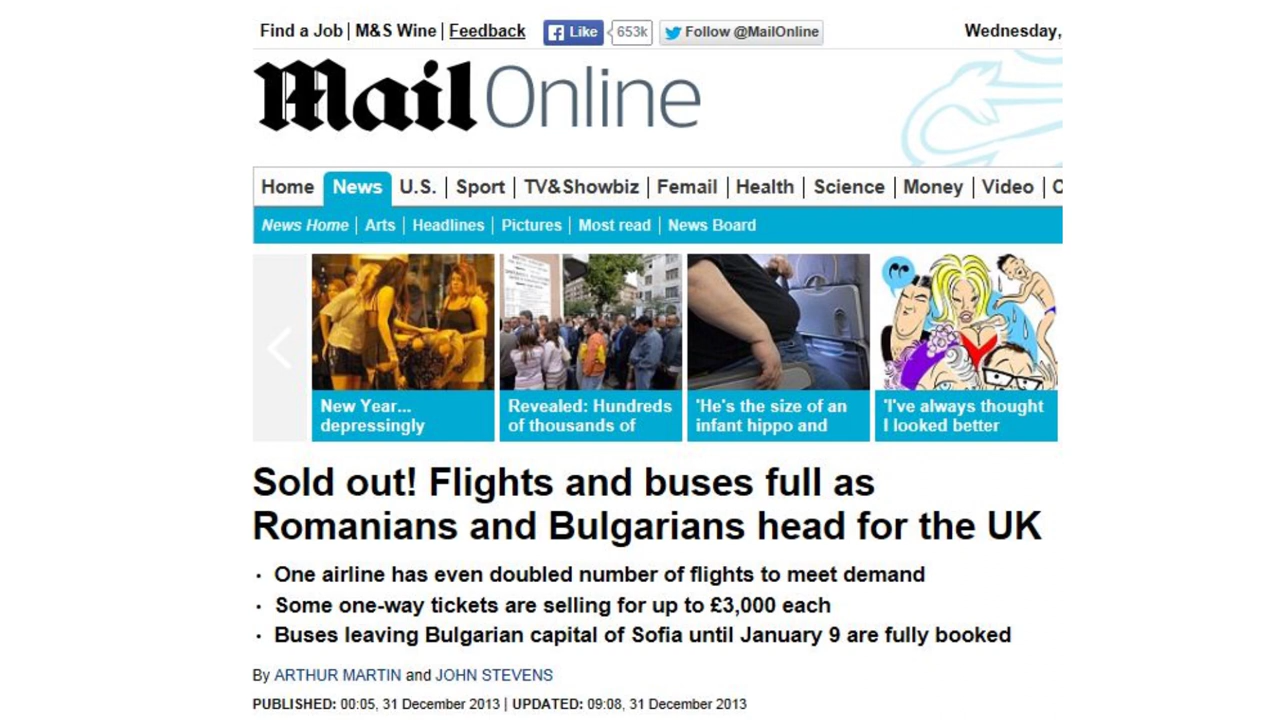 Find a Job | M&S Wine | Feedback
Like 653k
Follow @MailOnline
Wednesday,
Mail Online
Home News U.S. | Sport | TV&Showbiz | Femail | Health | Science | Money | Video |
News Home | Arts | Headlines | Pictures | Most read | News Board
New Year...
depressingly
Revealed: Hundreds
of thousands of
'He's the size of an
infant hippo and
'I've always thought
I looked better
Sold out! Flights and buses full as
Romanians and Bulgarians head for the UK
· One airline has even doubled number of flights to meet demand
· Some one-way tickets are selling for up to £3,000 each
· Buses leaving Bulgarian capital of Sofia until January 9 are fully booked
By ARTHUR MARTIN and JOHN STEVENS
PUBLISHED: 00:05, 31 December 2013 | UPDATED: 09:08, 31 December 2013